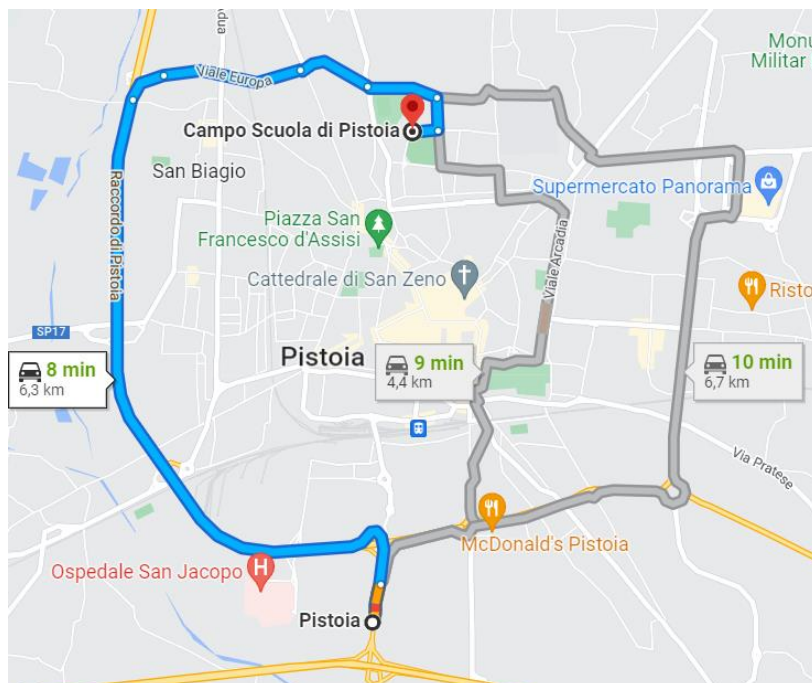 Monu
Militar
adua
Viale Europa
Campo Scuola di Pistoia
San Biagio
Supermercato Panorama
Raccordo di Pistoia
Piazza San
Francesco d'Assisi
Viale Arcadia
Cattedrale di San Zeno
Risto
SP17
Pistoia
8 min
6,3 km
9 min
4,4 km
10 min
6,7 km
Via Pratese
McDonald's Pistoia
Ospedale San Jacopo
H
Pistoia